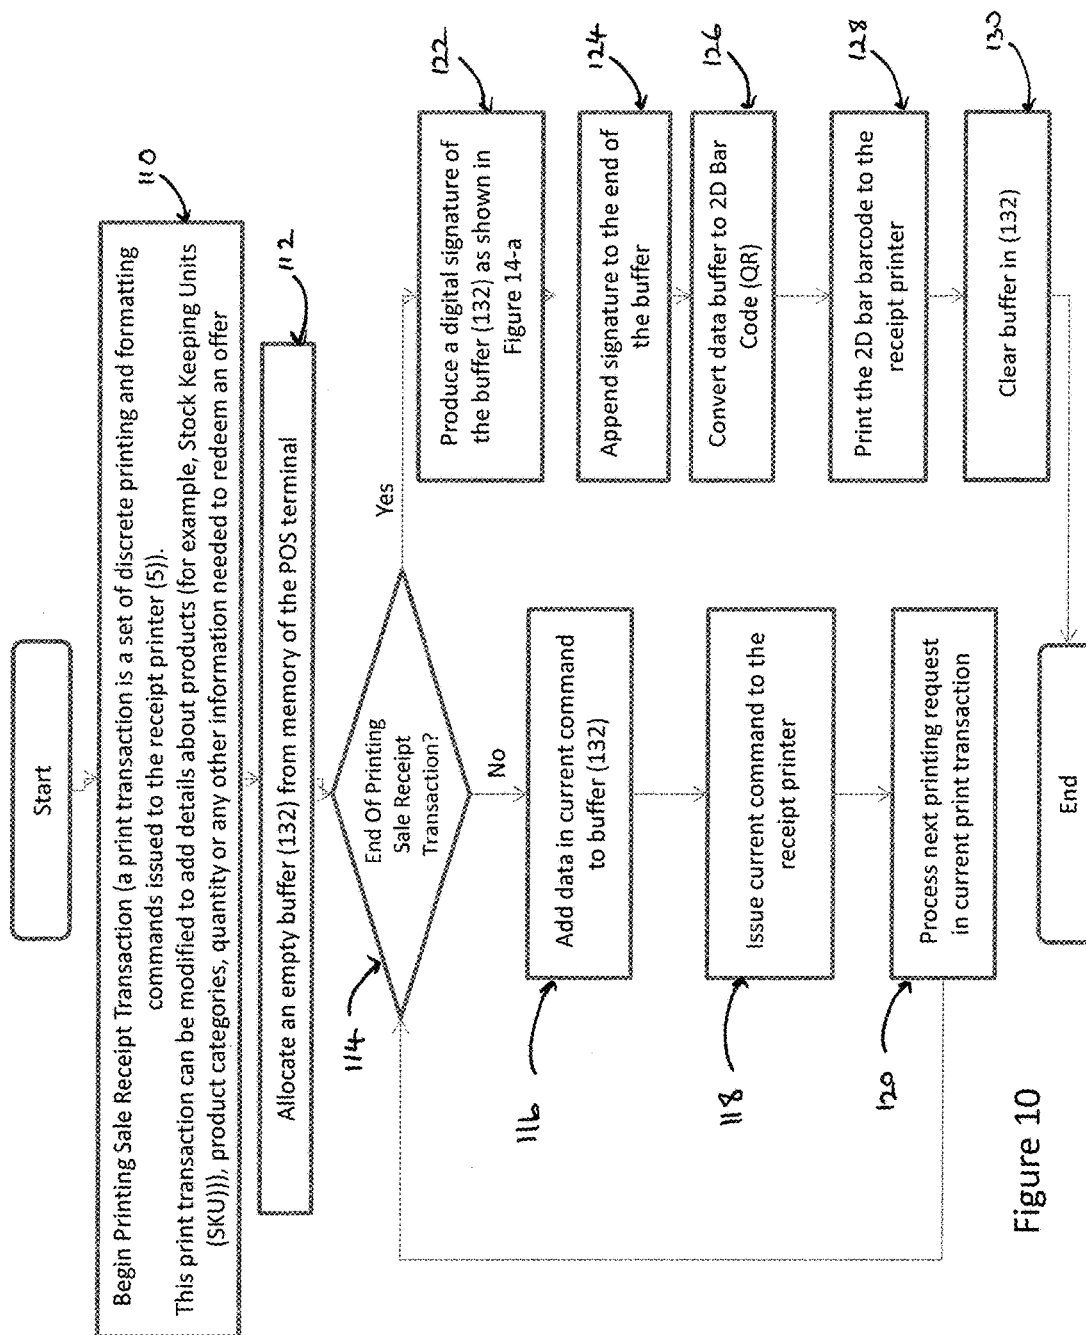 Start
Begin Printing Sale Receipt Transaction (a print transaction is a set of discrete printing and formatting
commands issued to the receipt printer (5)).
This print transaction can be modified to add details about products (for example, Stock Keeping Units
(SKU))), product categories, quantity or any other information needed to redeem an offer
110
Allocate an empty buffer (132) from memory of the POS terminal
112
114
End Of Printing
Sale Receipt
Transaction?
Yes
No
116
Add data in current command
to buffer (132)
118
Issue current command to the
receipt printer
120
Process next printing request
in current print transaction
122
Produce a digital signature of
the buffer (132) as shown in
Figure 14-a
124
Append signature to the end of
the buffer
126
Convert data buffer to 2D Bar
Code (QR)
128
Print the 2D bar barcode to the
receipt printer
130
Clear buffer in (132)
End
Figure 10